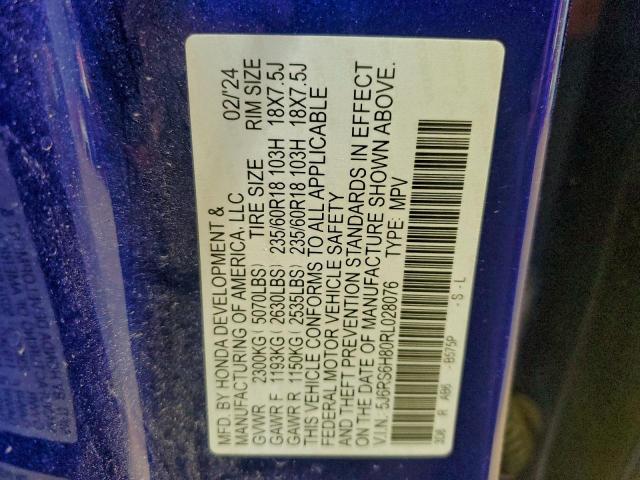 MFD. BY HONDA DEVELOPMENT &
MANUFACTURING OF AMERICA, LLC 02/'24
GVWR 2300KG( 5070LBS) TIRE SIZE RIM SIZE
GAWR F 1193KG( 2630LBS) 235/60R18 103H 18X7.5J
GAWR R 1150KG( 2535LBS) 235/60R18 103H 18X7.5J
THIS VEHICLE CONFORMS TO ALL APPLICABLE
FEDERAL MOTOR VEHICLE SAFETY
AND THEFT PREVENTION STANDARDS IN EFFECT
ON THE DATE OF MANUFACTURE SHOWN ABOVE.
V.I.N.: 5J6RS6H80RL028076 TYPE: MPV
3D8 R AB6 -B575P -S-L